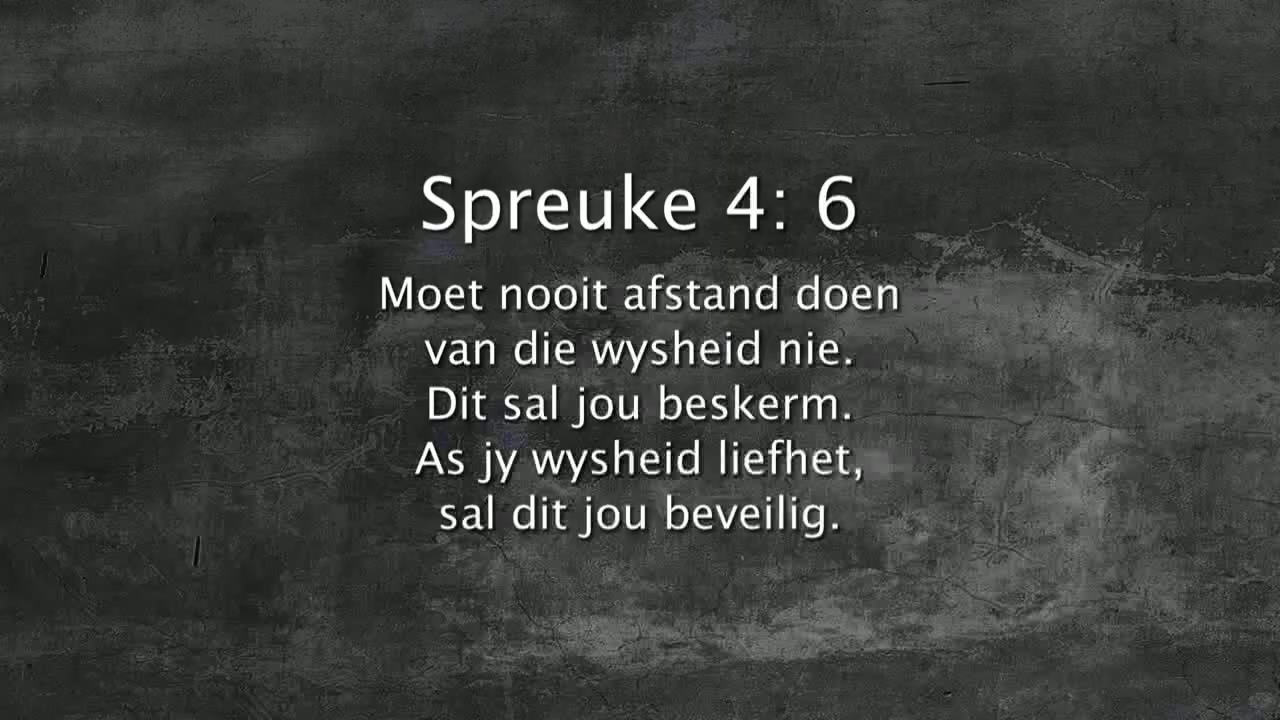 Spreuke 4: 6
Moet nooit afstand doen
van die wysheid nie.
Dit sal jou beskerm.
As jy wysheid liefhet,
sal dit jou beveilig.